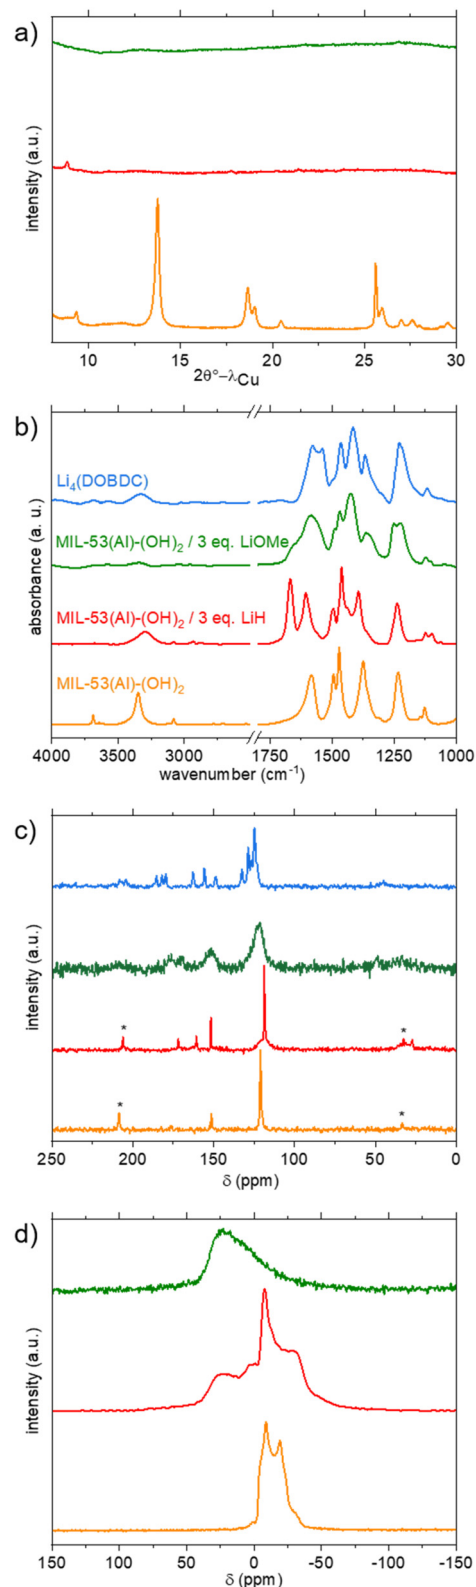 a)
intensity (a.u.)
10 15 20 25 30
2θ°–λCu
b)
Li4(DOBDC)
MIL-53(Al)-(OH)2 / 3 eq. LiOMe
MIL-53(Al)-(OH)2 / 3 eq. LiH
MIL-53(Al)-(OH)2
absorbance (a. u.)
4000 3500 3000 1750 1500 1250 1000
wavenumber (cm-1)
c)
* *
* *
intensity (a.u.)
250 200 150 100 50 0
δ (ppm)
d)
intensity (a.u.)
150 100 50 0 -50 -100 -150
δ (ppm)